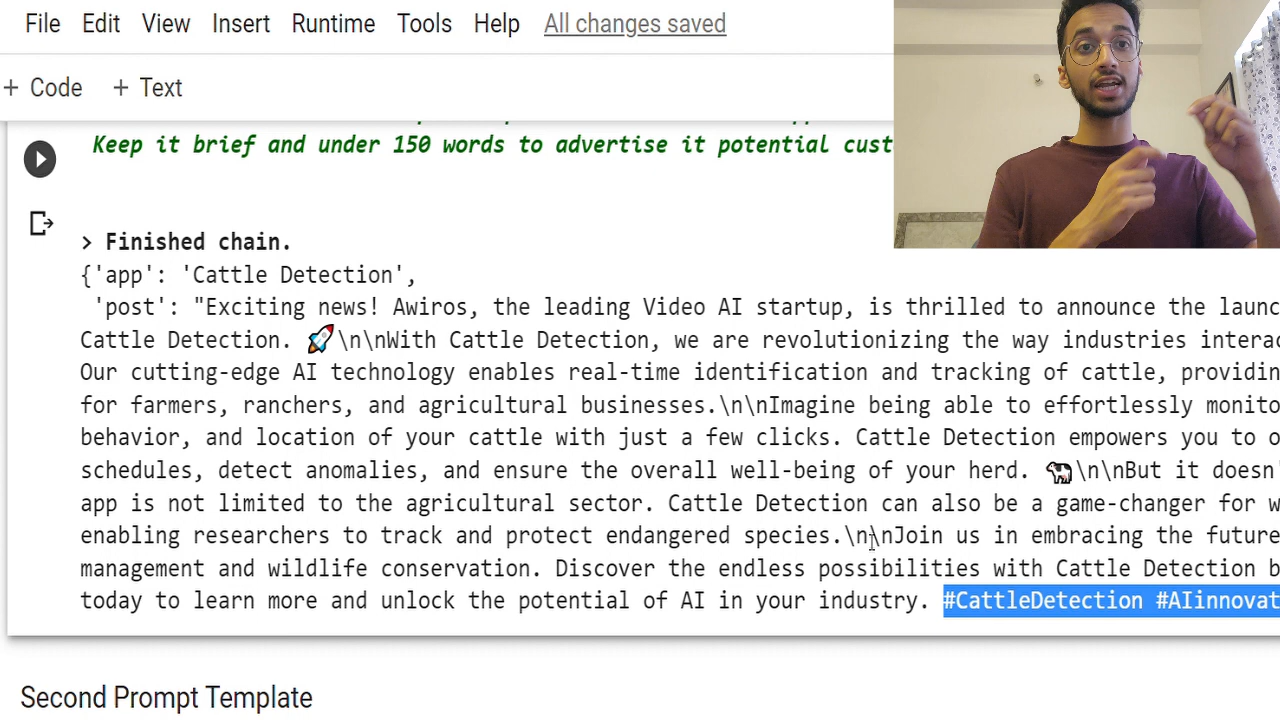 File Edit View Insert Runtime Tools Help All changes saved
+ Code + Text
Keep it brief and under 150 words to advertise it potential cust
> Finished chain.
{'app': 'Cattle Detection',
'post': "Exciting news! Awiros, the leading Video AI startup, is thrilled to announce the launc
Cattle Detection. 🚀\n\nWith Cattle Detection, we are revolutionizing the way industries interac
Our cutting-edge AI technology enables real-time identification and tracking of cattle, providin
for farmers, ranchers, and agricultural businesses.\n\nImagine being able to effortlessly monito
behavior, and location of your cattle with just a few clicks. Cattle Detection empowers you to o
schedules, detect anomalies, and ensure the overall well-being of your herd. 🐄\n\nBut it doesn'
app is not limited to the agricultural sector. Cattle Detection can also be a game-changer for w
enabling researchers to track and protect endangered species.\n\nJoin us in embracing the future
management and wildlife conservation. Discover the endless possibilities with Cattle Detection b
today to learn more and unlock the potential of AI in your industry. #CattleDetection #AIinnovat
Second Prompt Template